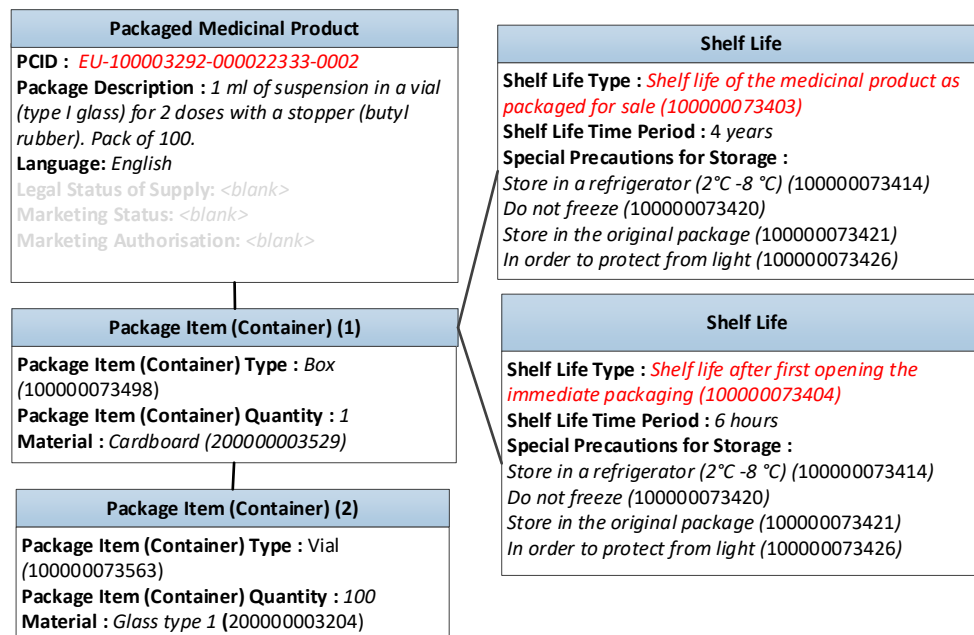 Packaged Medicinal Product
PCID : EU-100003292-000022333-0002
Package Description : 1 ml of suspension in a vial
(type I glass) for 2 doses with a stopper (butyl
rubber). Pack of 100.
Language: English
Legal Status of Supply: <blank>
Marketing Status: <blank>
Marketing Authorisation: <blank>
Package Item (Container) (1)
Package Item (Container) Type : Box
(100000073498)
Package Item (Container) Quantity : 1
Material : Cardboard (200000003529)
Package Item (Container) (2)
Package Item (Container) Type : Vial
(100000073563)
Package Item (Container) Quantity : 100
Material : Glass type 1 (200000003204)
Shelf Life
Shelf Life Type : Shelf life of the medicinal product as
packaged for sale (100000073403)
Shelf Life Time Period : 4 years
Special Precautions for Storage :
Store in a refrigerator (2°C -8 °C) (100000073414)
Do not freeze (100000073420)
Store in the original package (100000073421)
In order to protect from light (100000073426)
Shelf Life
Shelf Life Type : Shelf life after first opening the
immediate packaging (100000073404)
Shelf Life Time Period : 6 hours
Special Precautions for Storage :
Store in a refrigerator (2°C -8 °C) (100000073414)
Do not freeze (100000073420)
Store in the original package (100000073421)
In order to protect from light (100000073426)